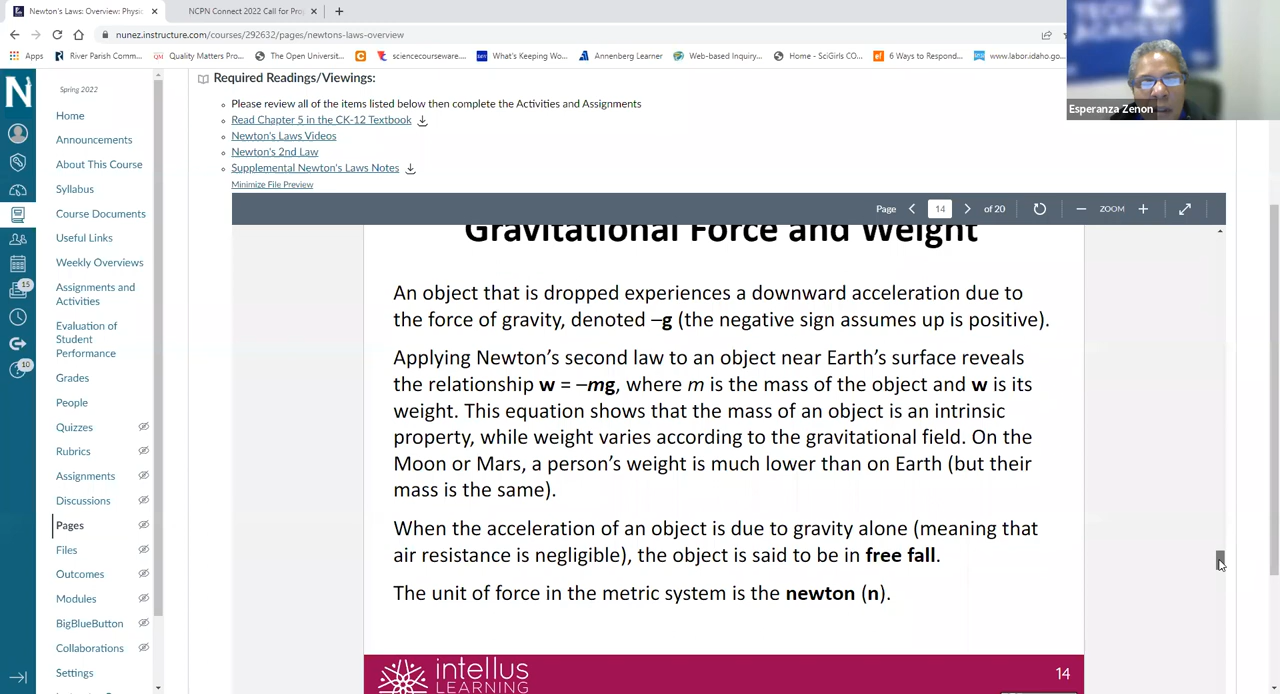 Newton's Laws: Overview: Physi
NCPN Connect 2022 Call for Prop
nunez.instructure.com/courses/292632/pages/newtons-laws-overview
Apps
River Parish Comm...
Quality Matters Pro...
The Open Universit...
sciencecourseware...
What's Keeping Wo...
Annenberg Learner
Web-based Inquiry...
Home - SciGirls CO...
6 Ways to Respond...
www.labor.idaho.go...
TECH
ACADEMY
Esperanza Zenon
N
15
10
Spring 2022
Home
Announcements
About This Course
Syllabus
Course Documents
Useful Links
Weekly Overviews
Assignments and
Activities
Evaluation of
Student
Performance
Grades
People
Quizzes
Rubrics
Assignments
Discussions
Pages
Files
Outcomes
Modules
BigBlueButton
Collaborations
Settings
Required Readings/Viewings:
Please review all of the items listed below then complete the Activities and Assignments
Read Chapter 5 in the CK-12 Textbook
Newton's Laws Videos
Newton's 2nd Law
Supplemental Newton's Laws Notes
Minimize File Preview
Page 14 of 20 ZOOM
Gravitational Force and Weight
An object that is dropped experiences a downward acceleration due to
the force of gravity, denoted –g (the negative sign assumes up is positive).
Applying Newton's second law to an object near Earth's surface reveals
the relationship w = –mg, where m is the mass of the object and w is its
weight. This equation shows that the mass of an object is an intrinsic
property, while weight varies according to the gravitational field. On the
Moon or Mars, a person's weight is much lower than on Earth (but their
mass is the same).
When the acceleration of an object is due to gravity alone (meaning that
air resistance is negligible), the object is said to be in free fall.
The unit of force in the metric system is the newton (n).
intellus
LEARNING
14